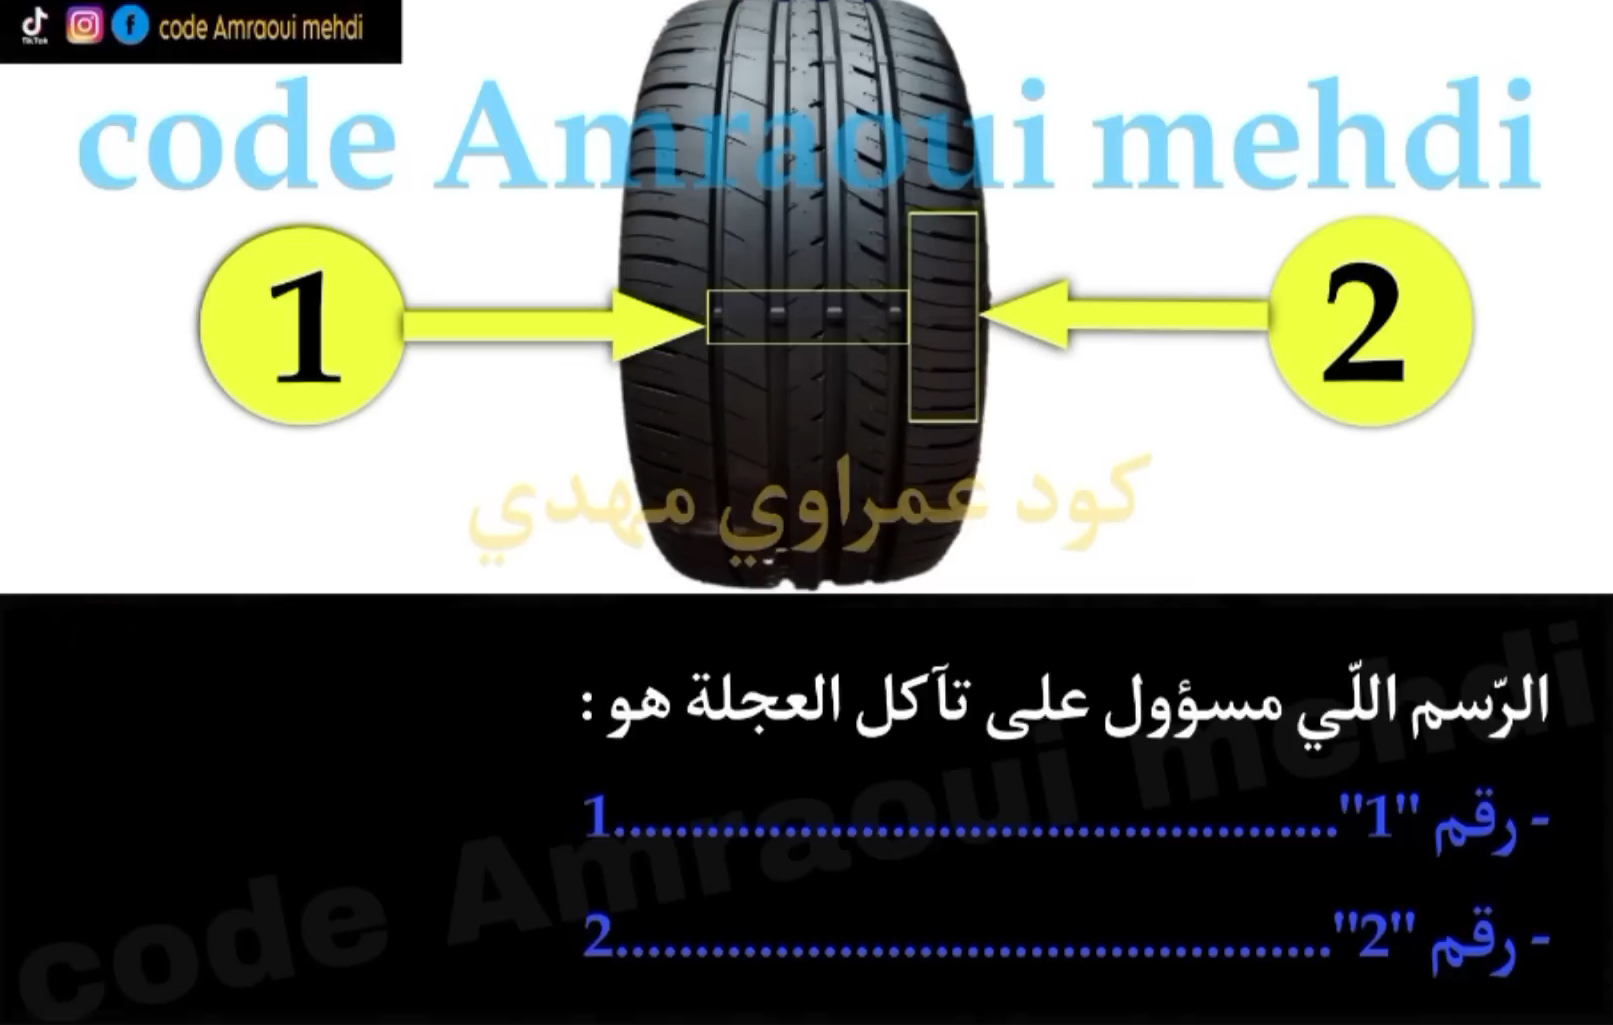 TikTok
code Amraoui mehdi
code Amraoui mehdi
1
2
كود عمراوي مهدي
الرّسم اللّي مسؤول على تآكل العجلة هو :
- رقم "1".............................................1
- رقم "2".............................................2
code Amraoui mehdi